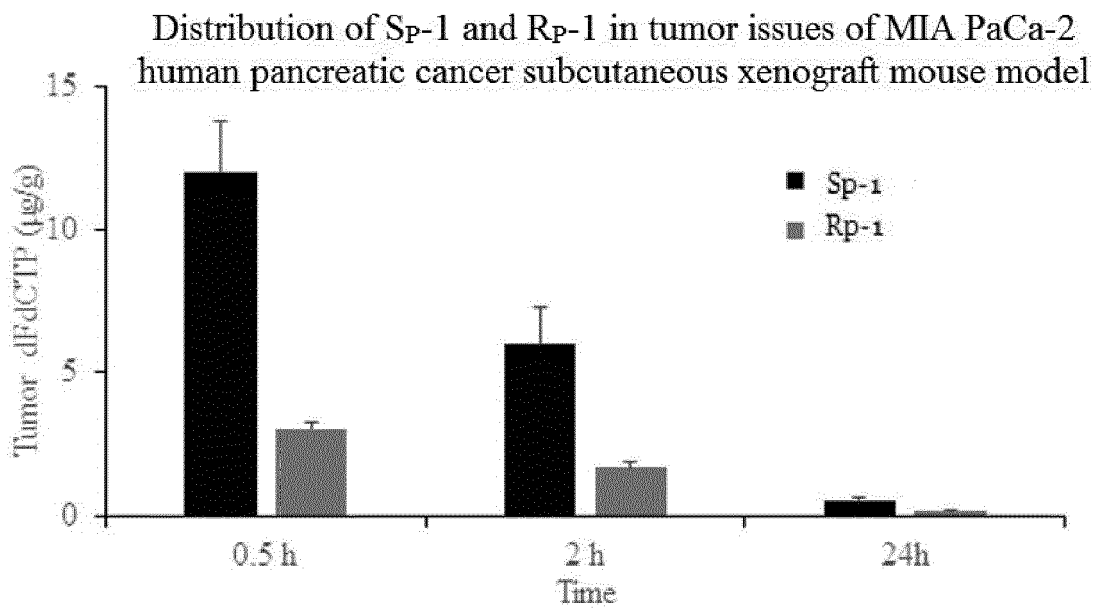 Distribution of SP-1 and RP-1 in tumor issues of MIA PaCa-2
human pancreatic cancer subcutaneous xenograft mouse model
15
10
5
0
Tumor dFdCTP (µg/g)
Sp-1
Rp-1
0.5 h
2 h
24h
Time